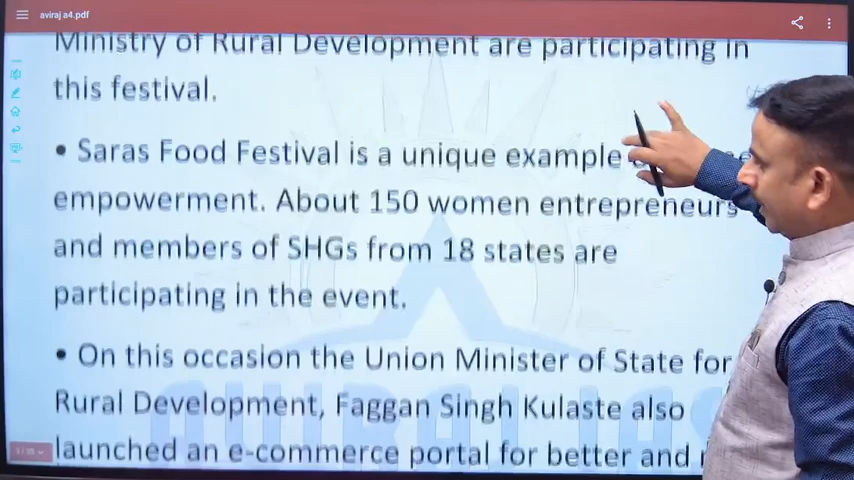 aviraj a4.pdf
Ministry of Rural Development are participating in
this festival.
• Saras Food Festival is a unique example
empowerment. About 150 women entrepreneurs
and members of SHGs from 18 states are
participating in the event.
• On this occasion the Union Minister of State for
Rural Development, Faggan Singh Kulaste also
launched an e-commerce portal for better and